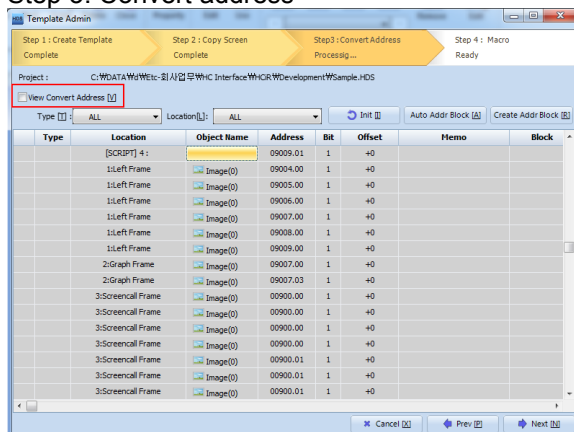 Step 3: Convert address
Template Admin
Step 1 : Create Template
Complete
Step 2 : Copy Screen
Complete
Step3 : Convert Address
Processig...
Step 4 : Macro
Ready
Project : C:₩DATA₩d₩Etc-회사업무₩HC Interface₩HGiR₩Development₩Sample.HDS
View Convert Address [V]
Type [T] : ALL Location[L]: ALL Init [I] Auto Addr Block [A] Create Addr Block [R]
Type Location Object Name Address Bit Offset Memo Block
[SCRIPT] 4 : 09009.01 1 +0
1:Left Frame Image(0) 09004.00 1 +0
1:Left Frame Image(0) 09005.00 1 +0
1:Left Frame Image(0) 09006.00 1 +0
1:Left Frame Image(0) 09007.00 1 +0
1:Left Frame Image(0) 09008.00 1 +0
1:Left Frame Image(0) 09009.00 1 +0
2:Graph Frame Image(0) 09007.00 1 +0
2:Graph Frame Image(0) 09007.03 1 +0
3:Screencall Frame Image(0) 00900.00 1 +0
3:Screencall Frame Image(0) 00900.00 1 +0
3:Screencall Frame Image(0) 00900.00 1 +0
3:Screencall Frame Image(0) 00900.01 1 +0
3:Screencall Frame Image(0) 00900.01 1 +0
3:Screencall Frame Image(0) 00900.01 1 +0
Cancel [X] Prev [P] Next [N]